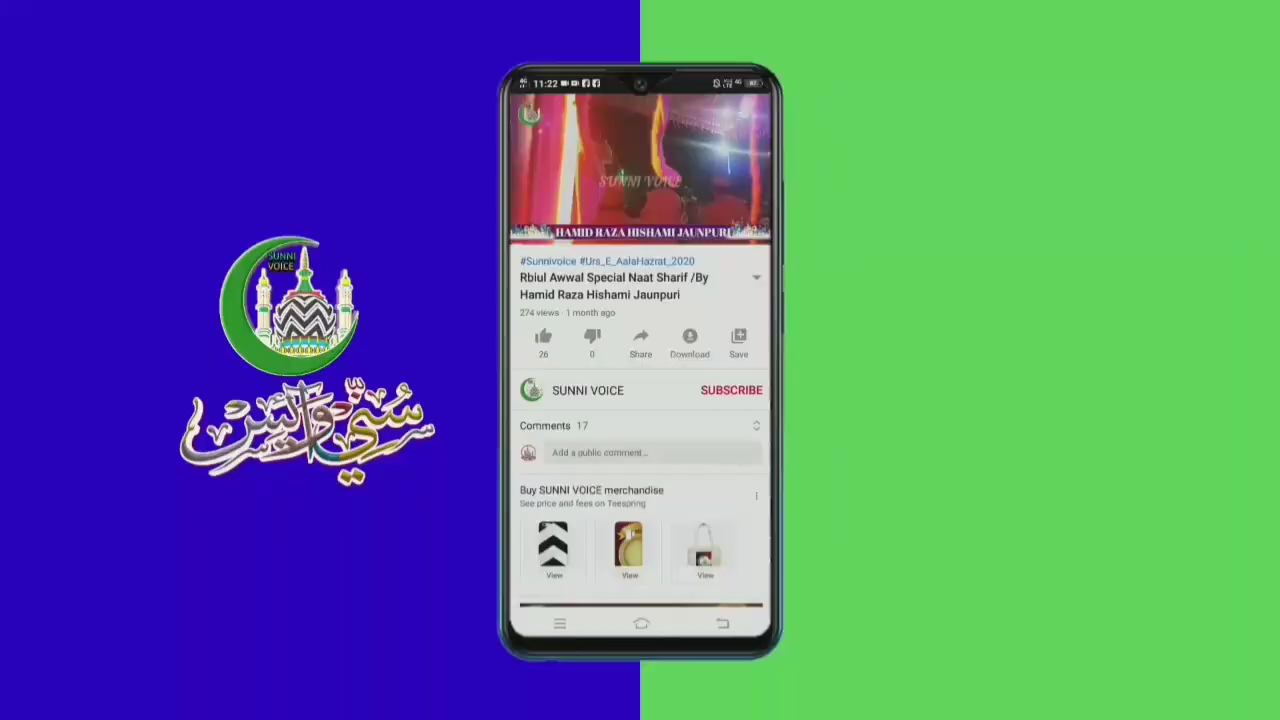 SUNNI
VOICE
سُنّی وائس
11:22
SUNNI VOICE
HAMID RAZA HISHAMI JAUNPURI
#Sunnivoice #Urs_E_AalaHazrat_2020
Rbiul Awwal Special Naat Sharif /By
Hamid Raza Hishami Jaunpuri
274 views · 1 month ago
26 0 Share Download Save
SUNNI VOICE SUBSCRIBE
Comments 17
Add a public comment...
Buy SUNNI VOICE merchandise
See price and fees on Teespring
View View View